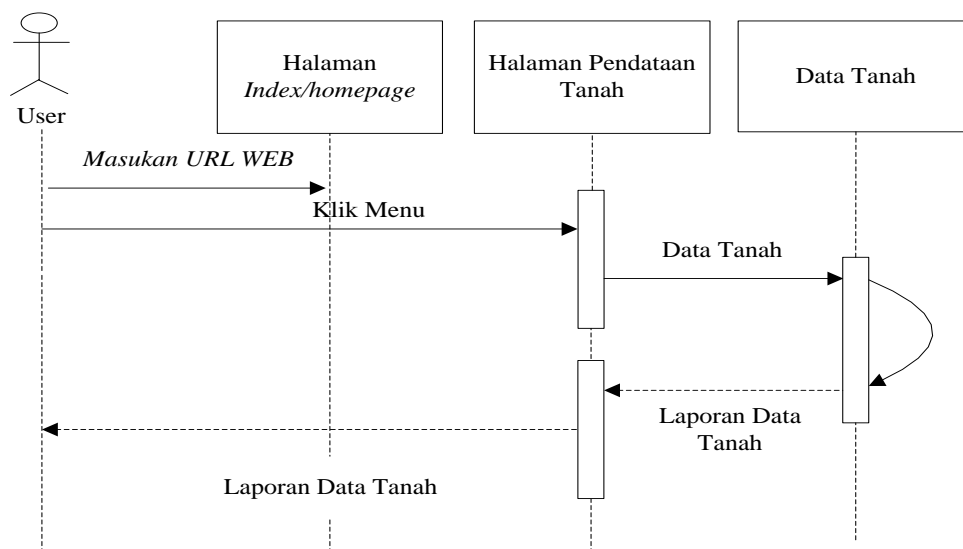 User
Halaman
Index/homepage
Halaman Pendataan
Tanah
Data Tanah
Masukan URL WEB
Klik Menu
Data Tanah
Laporan Data
Tanah
Laporan Data Tanah